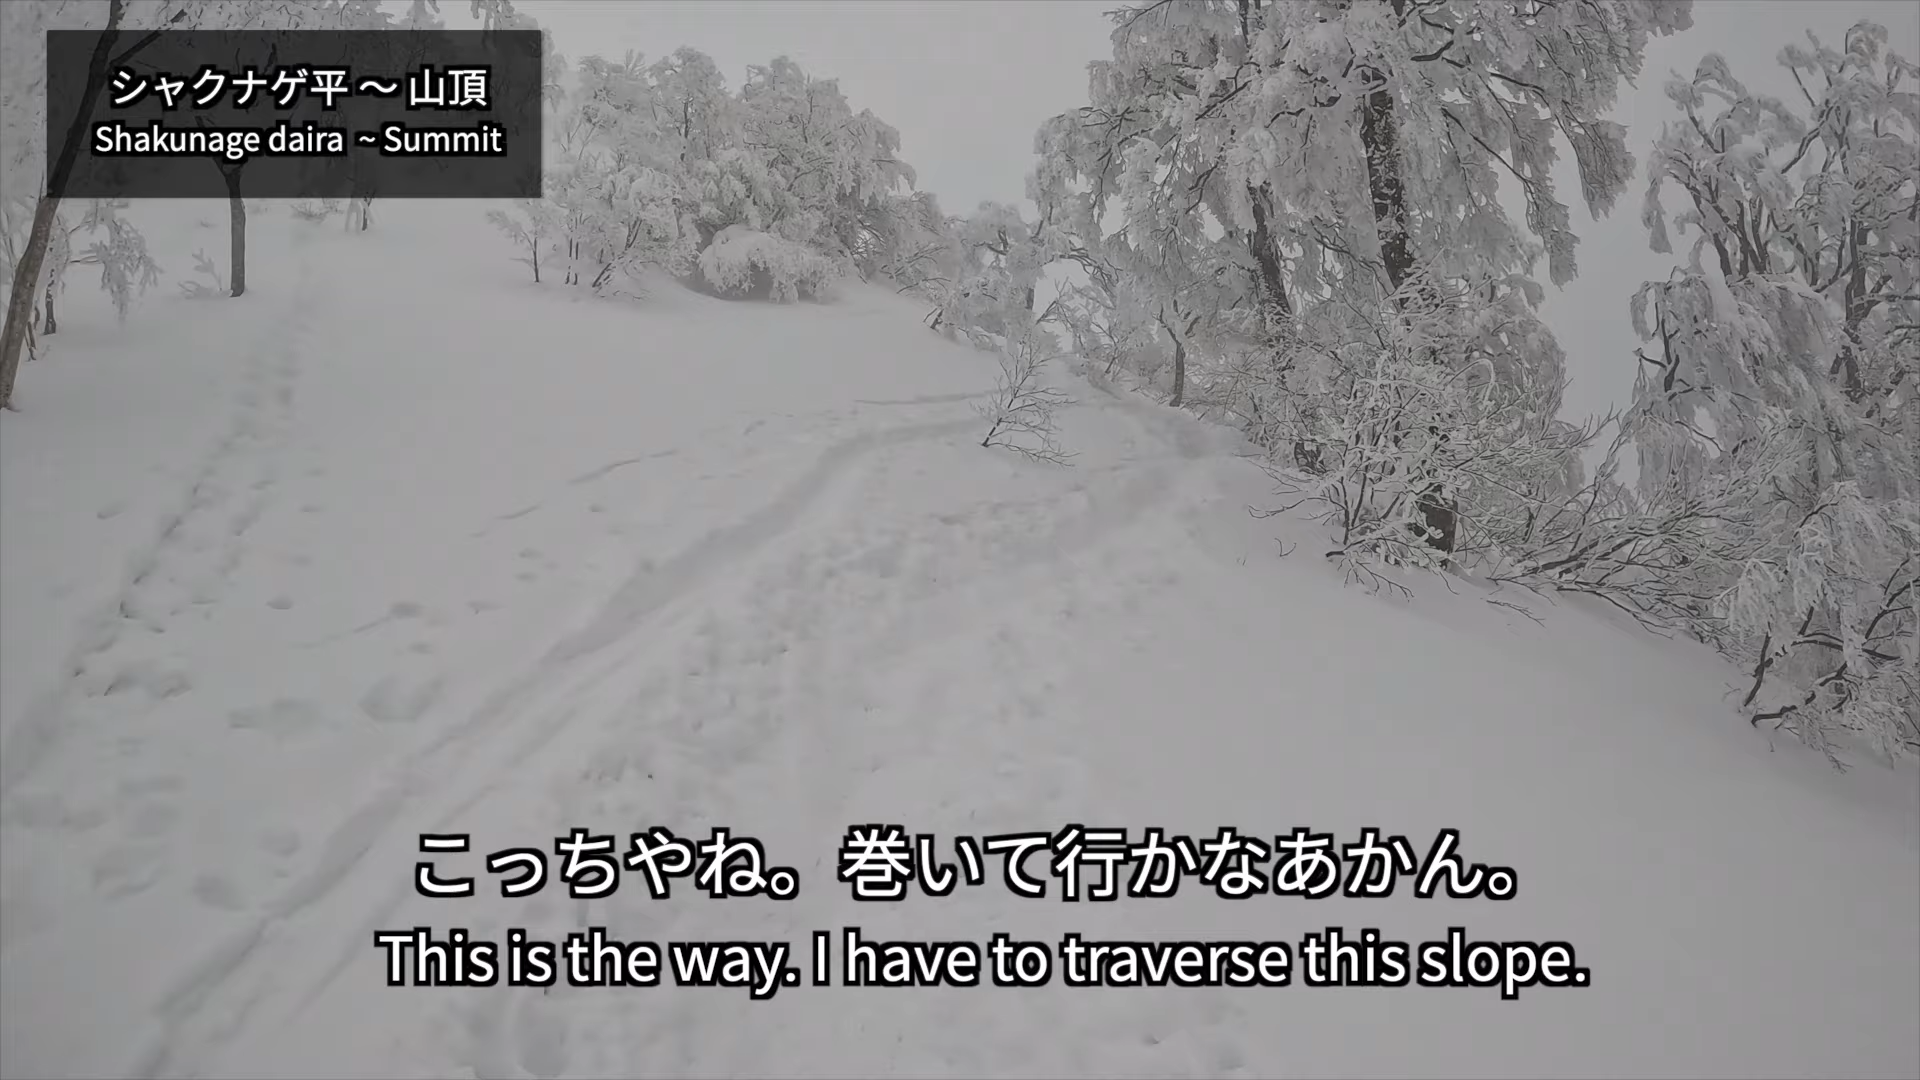 シャクナゲ平 ～ 山頂
Shakunage daira ~ Summit
こっちやね。巻いて行かなあかん。
This is the way. I have to traverse this slope.